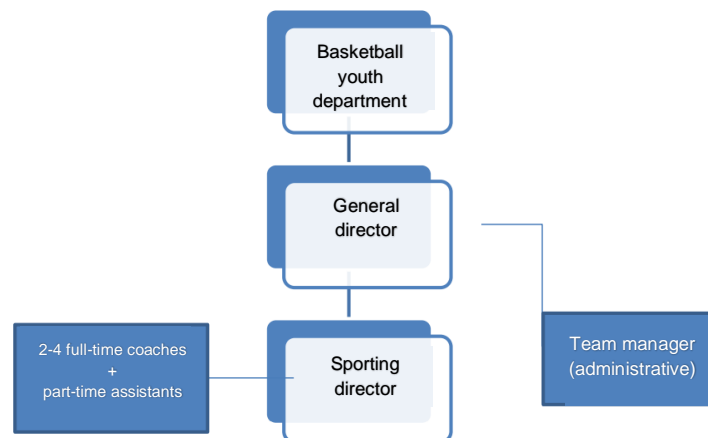 Basketball
youth
department
General
director
2-4 full-time coaches
+
part-time assistants
Sporting
director
Team manager
(administrative)